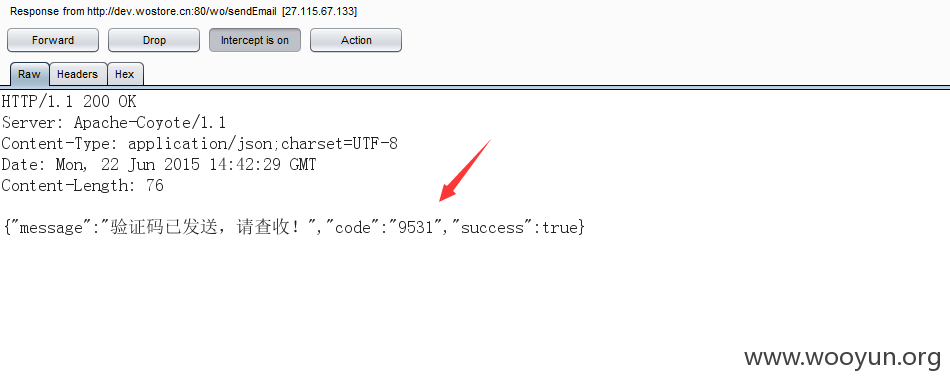 Response from http://dev.wostore.cn:80/wo/sendEmail [27.115.67.133]
Forward Drop Intercept is on Action
Raw Headers Hex
HTTP/1.1 200 OK
Server: Apache-Coyote/1.1
Content-Type: application/json;charset=UTF-8
Date: Mon, 22 Jun 2015 14:42:29 GMT
Content-Length: 76
{"message":"验证码已发送，请查收！","code":"9531","success":true}
www.wooyun.org